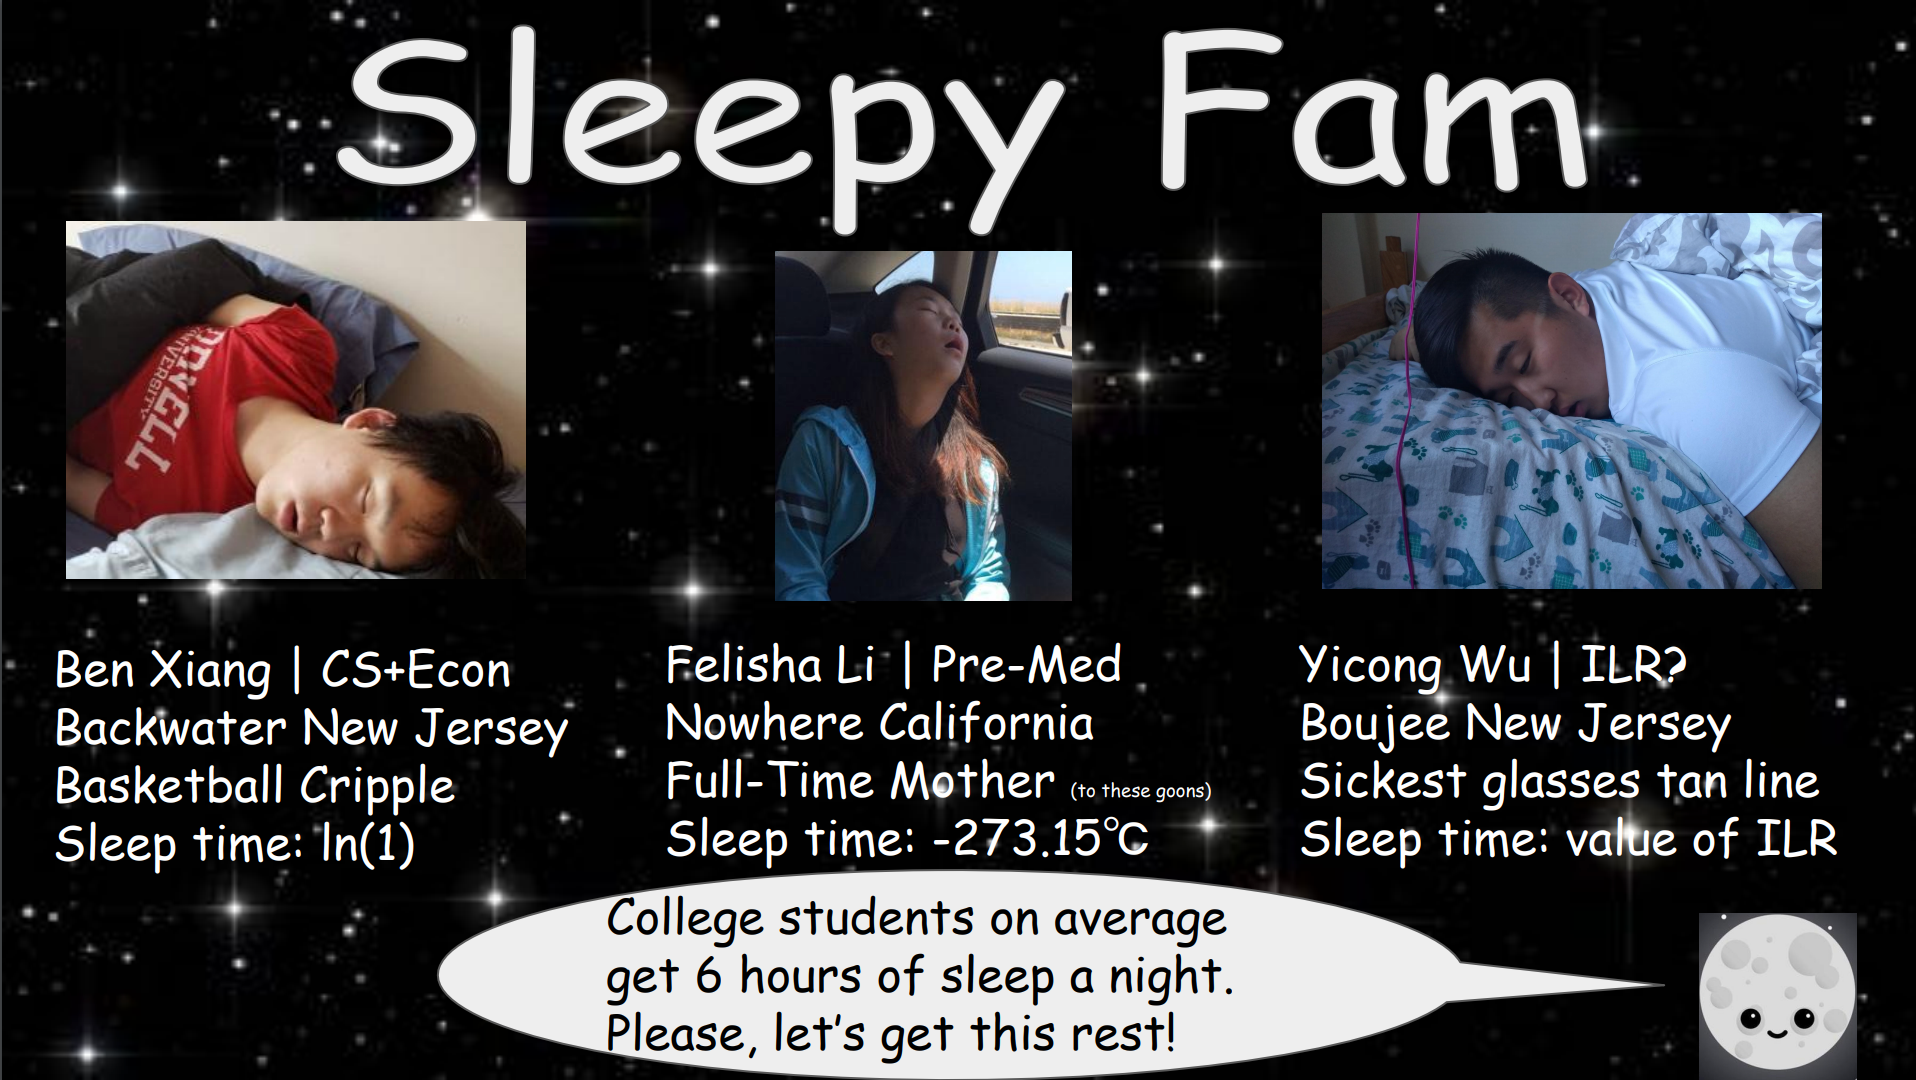 Sleepy Fam
CORNELL
UNIVERSITY
Ben Xiang | CS+Econ
Backwater New Jersey
Basketball Cripple
Sleep time: ln(1)
Felisha Li | Pre-Med
Nowhere California
Full-Time Mother (to these goons)
Sleep time: -273.15℃
Yicong Wu | ILR?
Boujee New Jersey
Sickest glasses tan line
Sleep time: value of ILR
College students on average
get 6 hours of sleep a night.
Please, let’s get this rest!